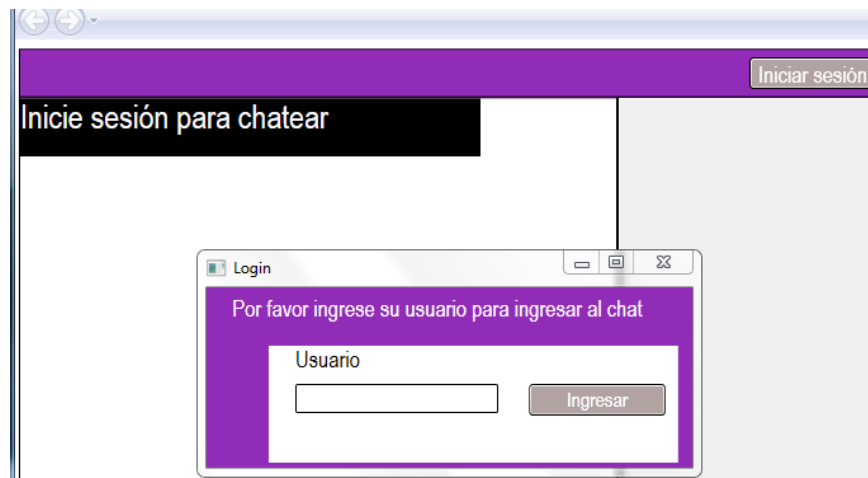 Iniciar sesión
Inicie sesión para chatear
Login
Por favor ingrese su usuario para ingresar al chat
Usuario
Ingresar